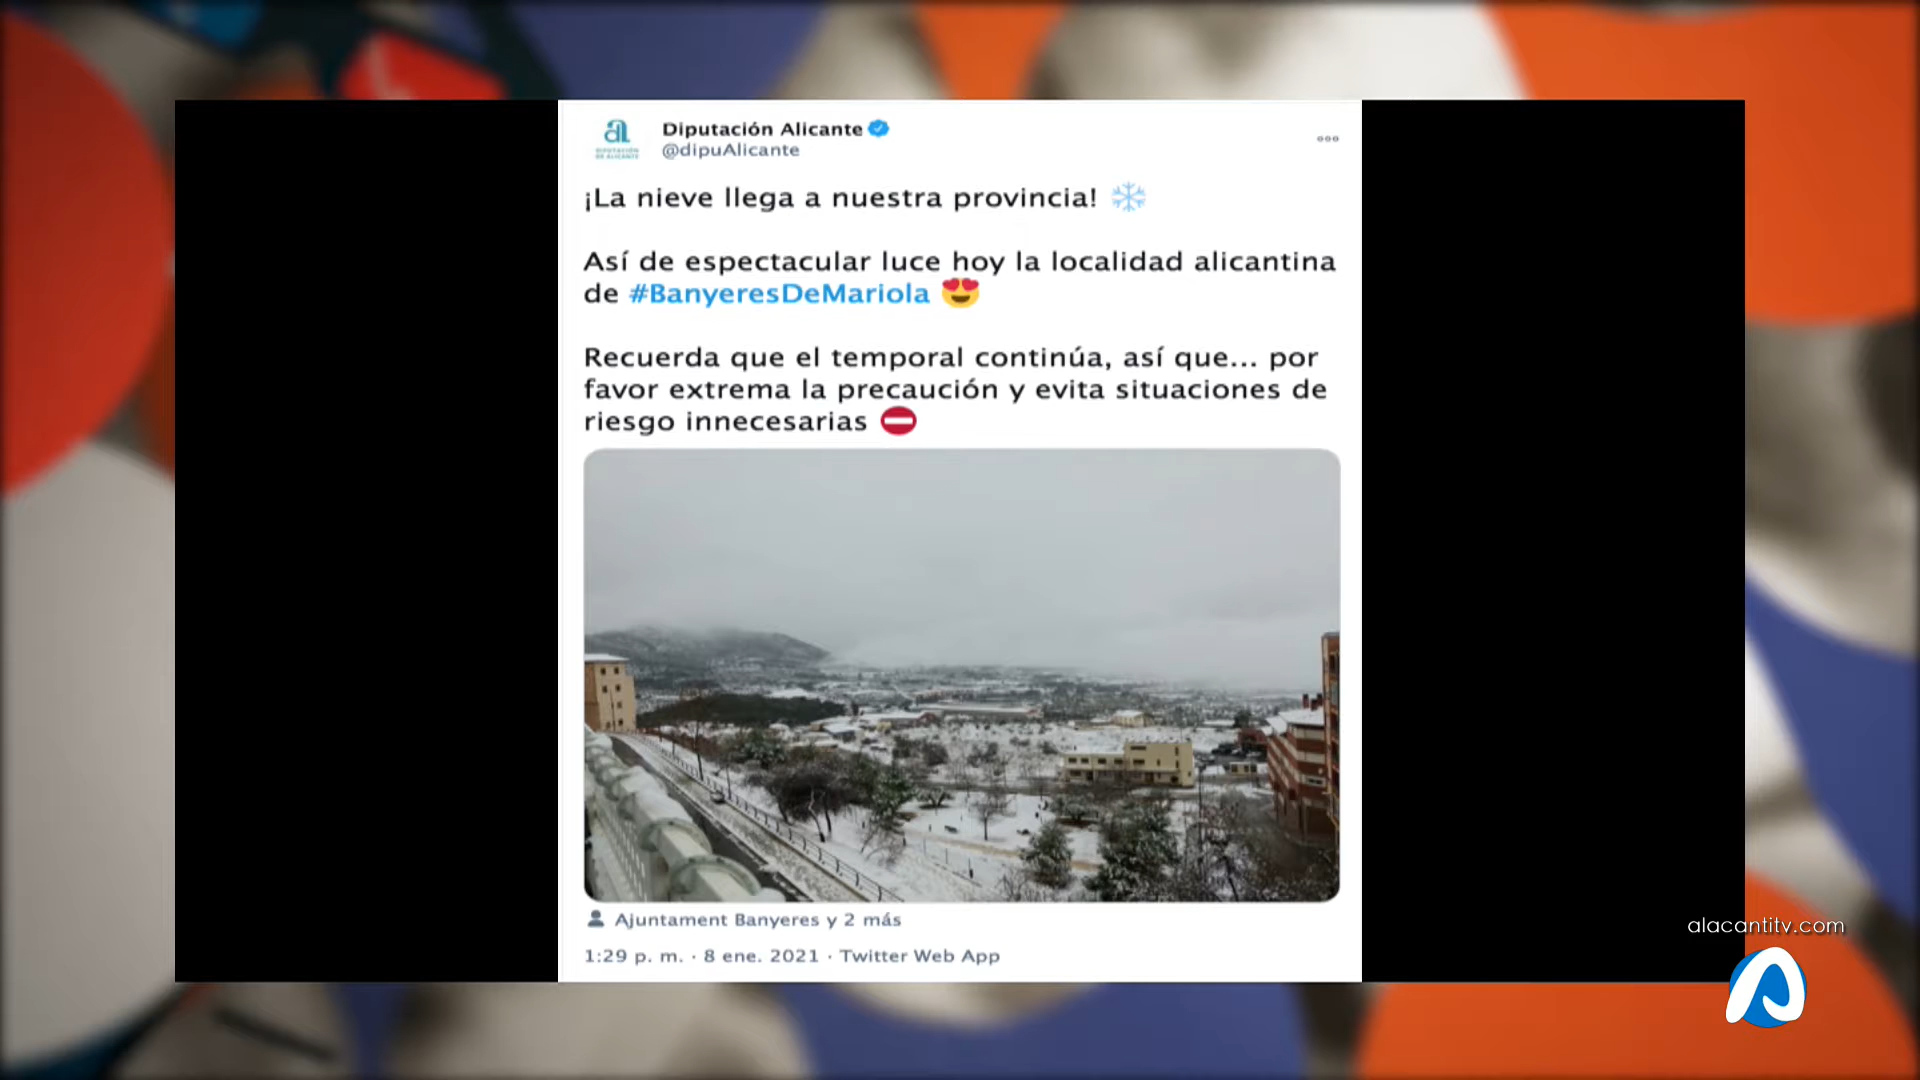 Diputación Alicante
@dipuAlicante
¡La nieve llega a nuestra provincia! ❄️
Así de espectacular luce hoy la localidad alicantina
de #BanyeresDeMariola 😍
Recuerda que el temporal continúa, así que... por
favor extrema la precaución y evita situaciones de
riesgo innecesarias ⛔
Ajuntament Banyeres y 2 más
1:29 p. m. · 8 ene. 2021 · Twitter Web App
alacantitv.com